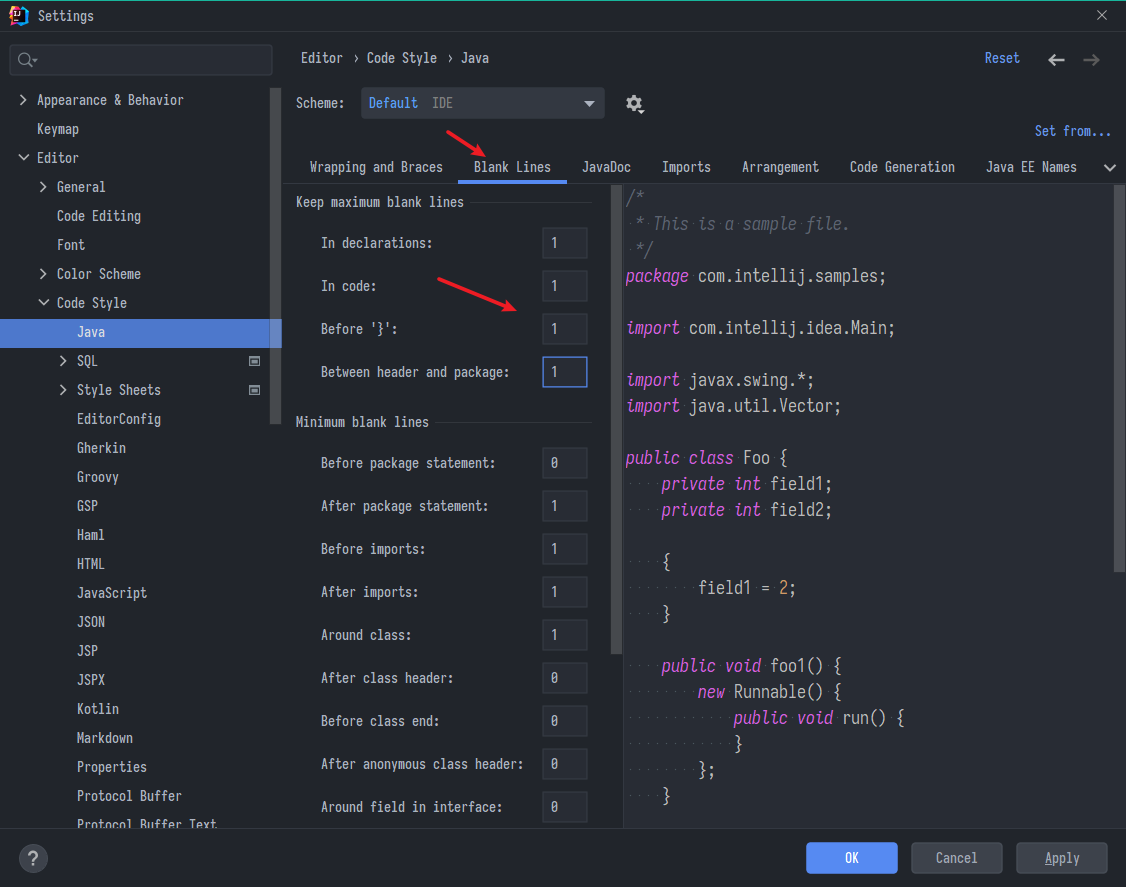 Settings
Editor › Code Style › Java
Reset
Scheme: Default IDE
Set from...
Wrapping and Braces Blank Lines JavaDoc Imports Arrangement Code Generation Java EE Names
Appearance & Behavior
Keymap
Editor
General
Code Editing
Font
Color Scheme
Code Style
Java
SQL
Style Sheets
EditorConfig
Gherkin
Groovy
GSP
Haml
HTML
JavaScript
JSON
JSP
JSPX
Kotlin
Markdown
Properties
Protocol Buffer
Protocol Buffer Text
Keep maximum blank lines
In declarations: 1
In code: 1
Before '}': 1
Between header and package: 1
Minimum blank lines
Before package statement: 0
After package statement: 1
Before imports: 1
After imports: 1
Around class: 1
After class header: 0
Before class end: 0
After anonymous class header: 0
Around field in interface: 0
/*
 * This is a sample file.
 */
package com.intellij.samples;
import com.intellij.idea.Main;
import javax.swing.*;
import java.util.Vector;
public class Foo {
    private int field1;
    private int field2;
    {
        field1 = 2;
    }
    public void foo1() {
        new Runnable() {
            public void run() {
            }
        };
    }
?
OK Cancel Apply